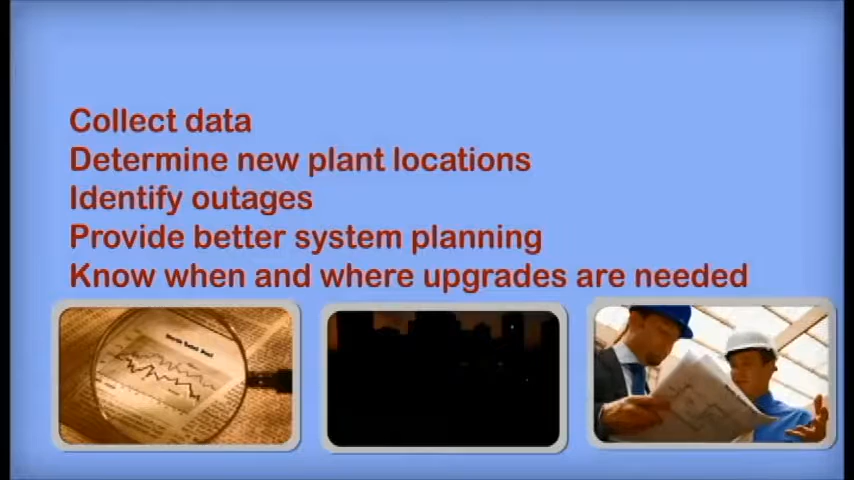 Collect data
Determine new plant locations
Identify outages
Provide better system planning
Know when and where upgrades are needed